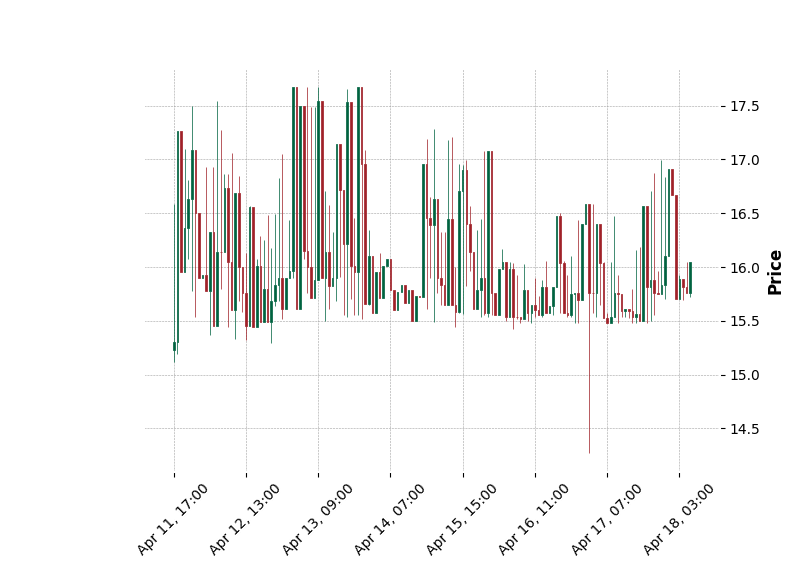 17.5
17.0
16.5
16.0
15.5
15.0
14.5
Price
Apr 11, 17:00
Apr 12, 13:00
Apr 13, 09:00
Apr 14, 07:00
Apr 15, 15:00
Apr 16, 11:00
Apr 17, 07:00
Apr 18, 03:00